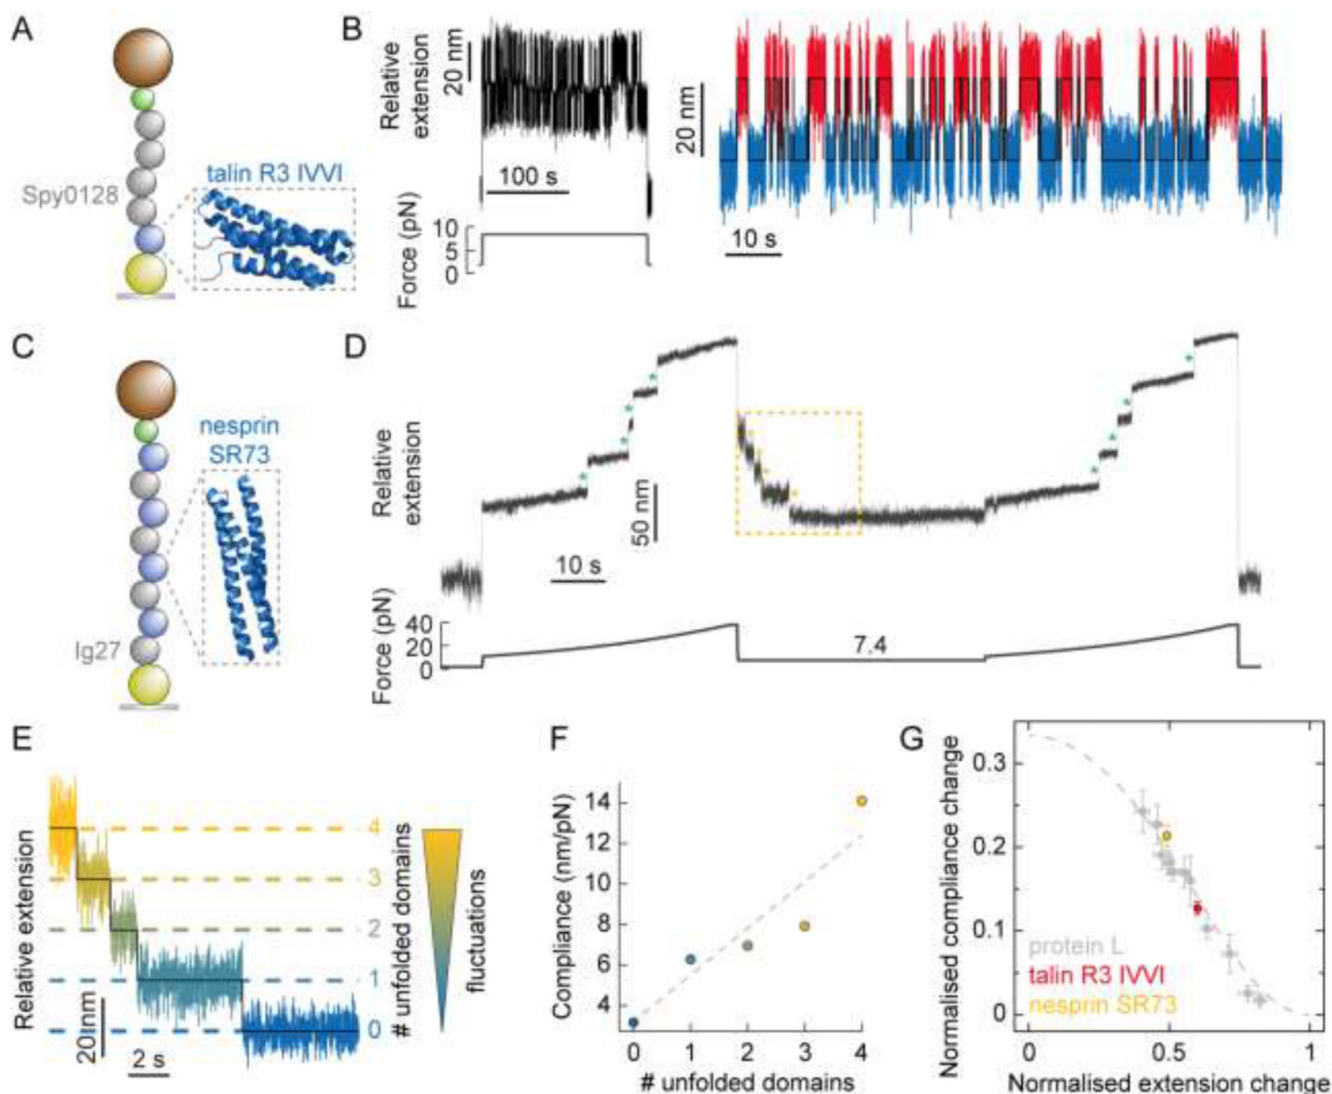 A
Spy0128
talin R3 IVVI
B
Relative
extension
20 nm
100 s
Force (pN)
10
5
0
20 nm
10 s
C
nesprin
SR73
Ig27
D
Relative
extension
50 nm
10 s
Force (pN)
40
20
0
7.4
E
Relative extension
20 nm
2 s
4
3
2
1
0
# unfolded domains
fluctuations
F
Compliance (nm/pN)
14
12
10
8
6
4
0 1 2 3 4
# unfolded domains
G
Normalised compliance change
0.3
0.2
0.1
0
protein L
talin R3 IVVI
nesprin SR73
0 0.5 1
Normalised extension change